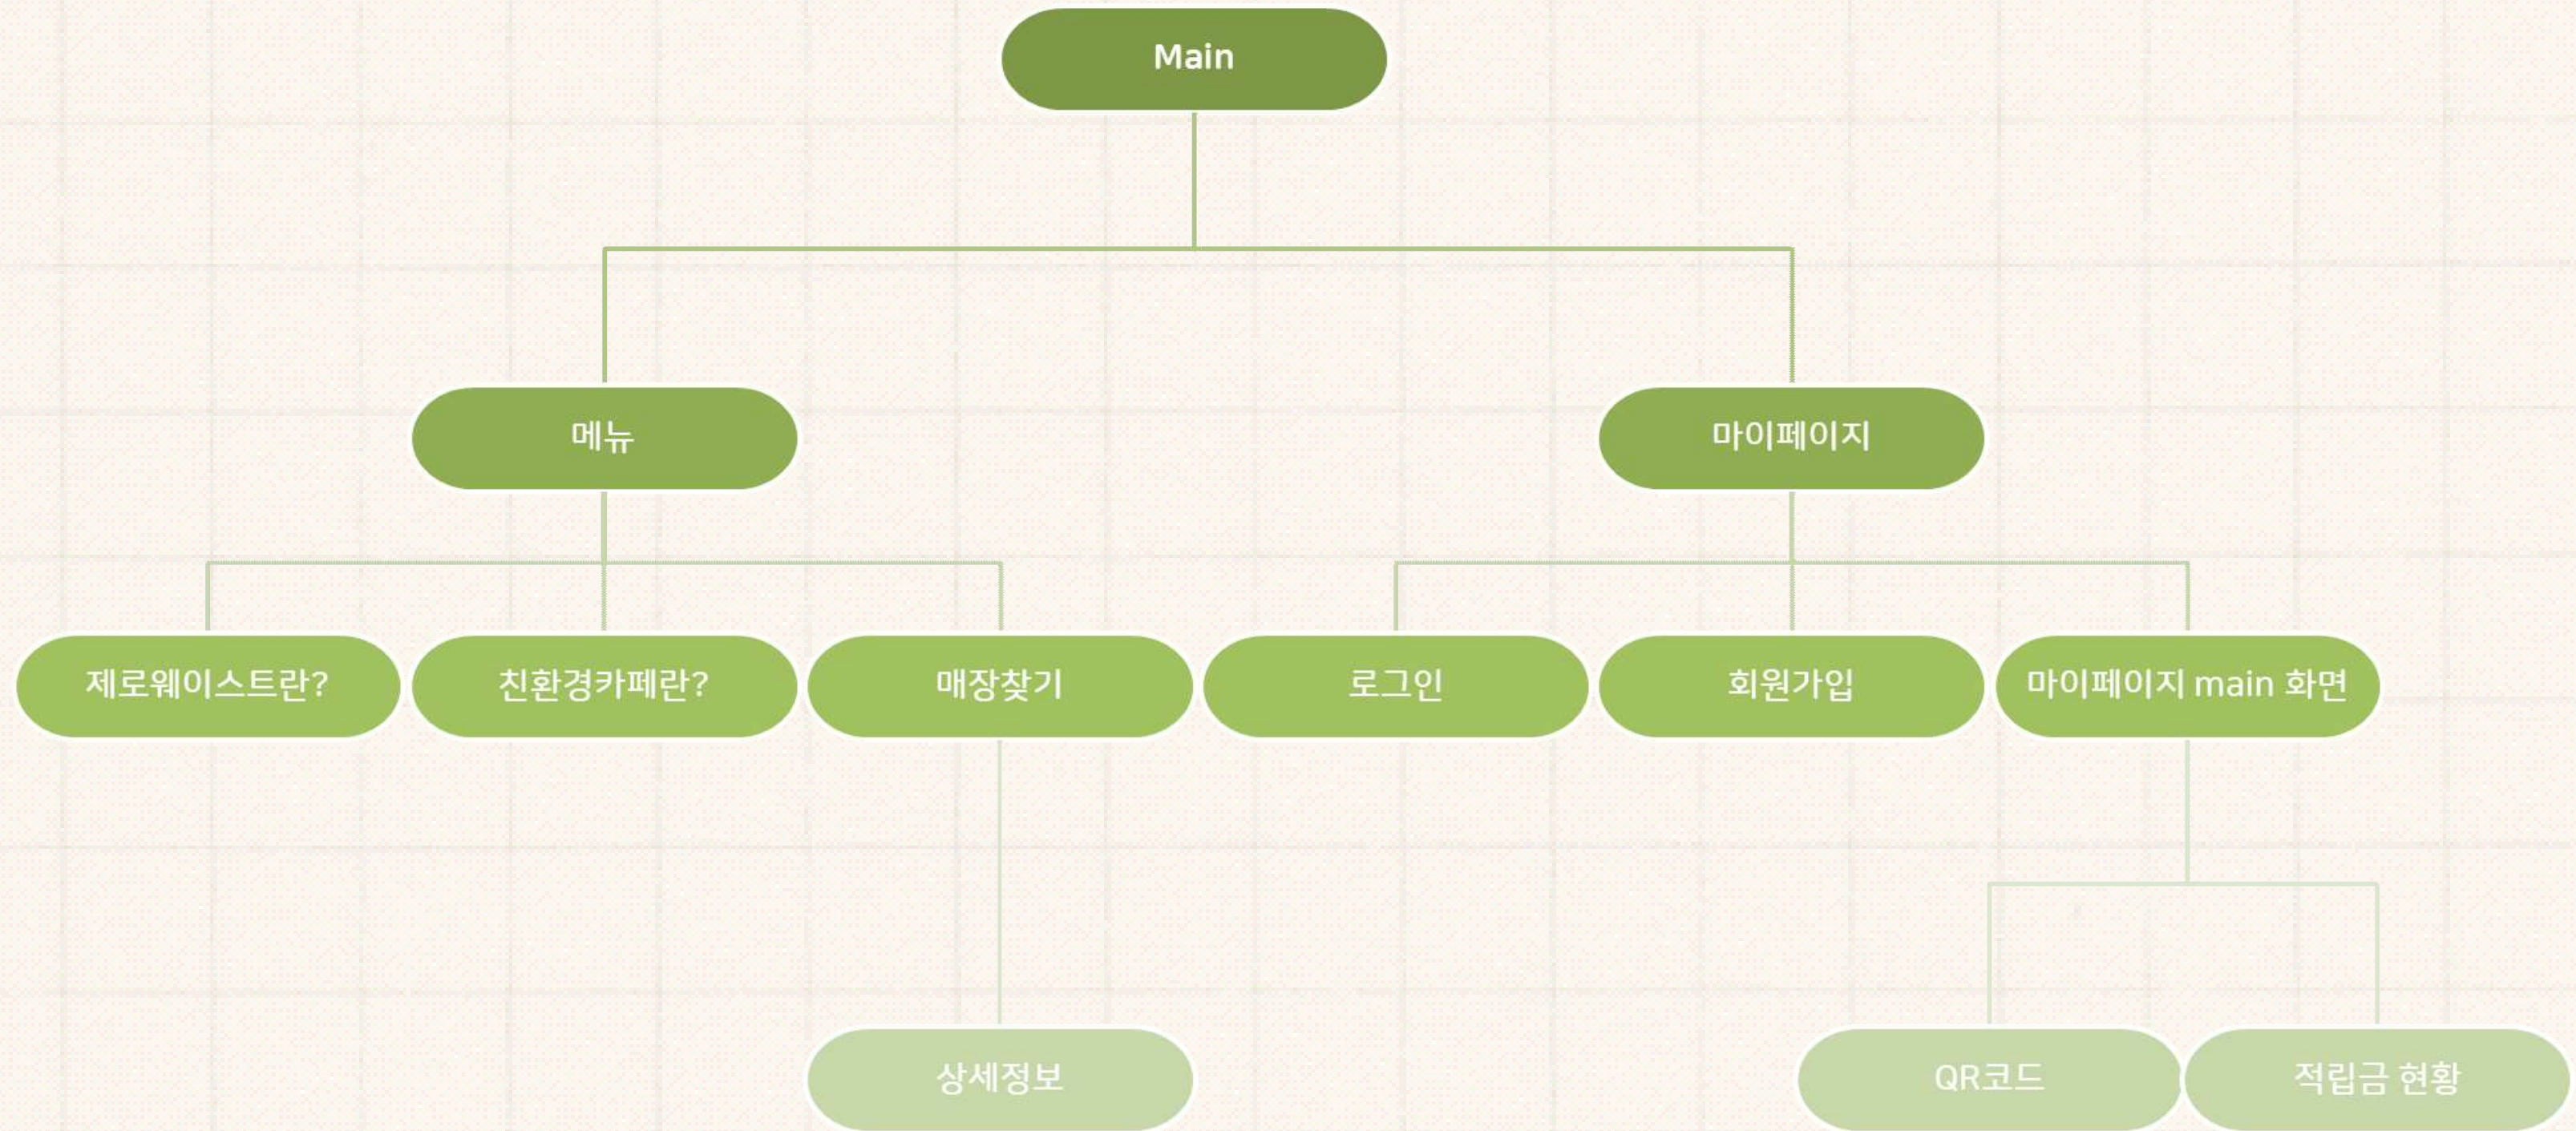 Main
메뉴
마이페이지
제로웨이스트란?
친환경카페란?
매장찾기
로그인
회원가입
마이페이지 main 화면
상세정보
QR코드
적립금 현황